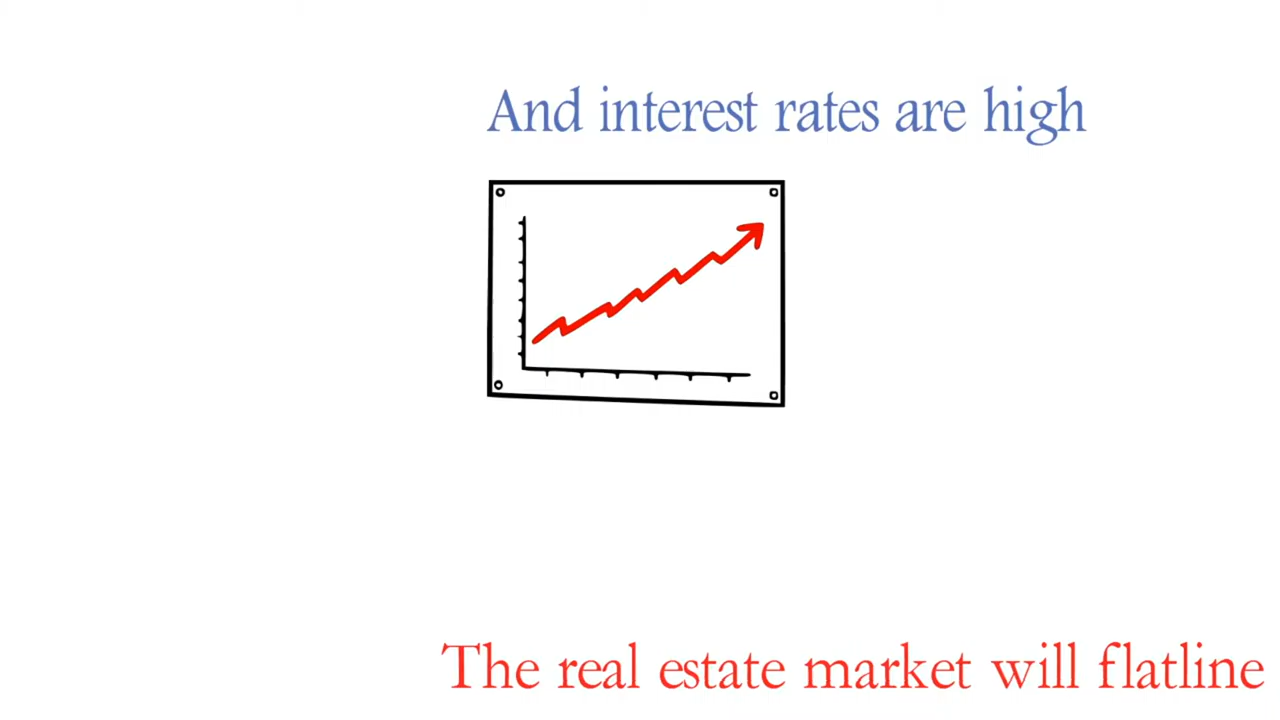 And interest rates are high
The real estate market will flatline